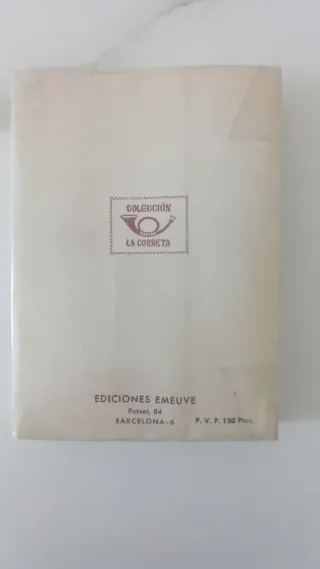 COLECCIÓN
LA CORNETA
EDICIONES EMEUVE
Putxet, 84
BARCELONA-6 P. V. P. 150 Ptas.